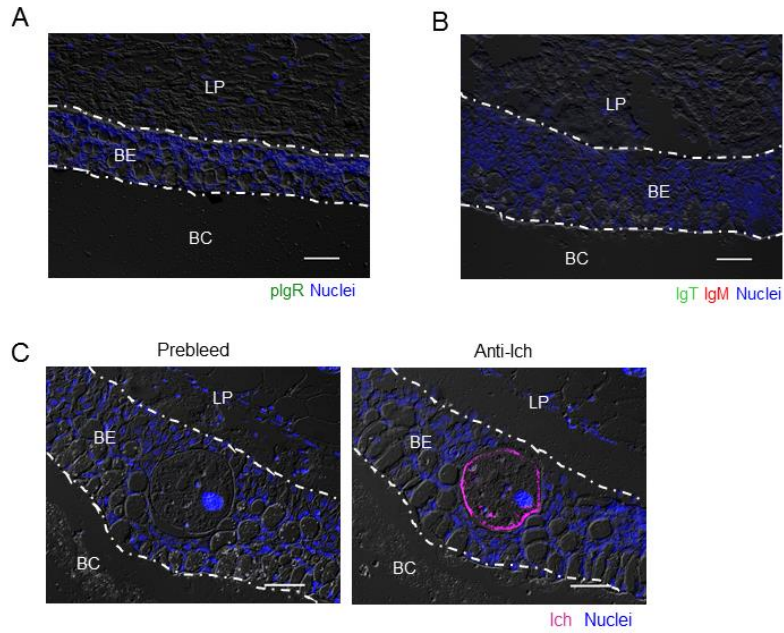 A
LP
BE
BC
pIgR Nuclei
B
LP
BE
BC
IgT IgM Nuclei
C
Prebleed
LP
BE
BC
Anti-Ich
LP
BE
BC
Ich Nuclei